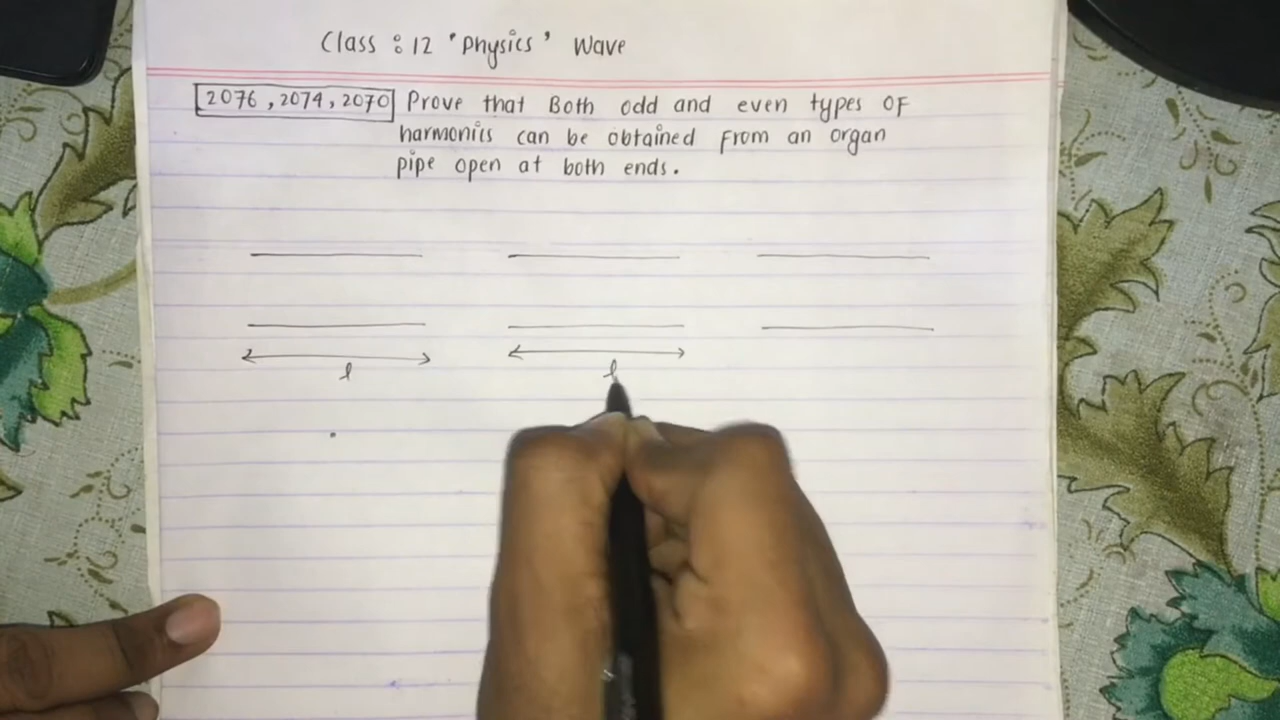 Class : 12 'Physics' Wave
2076, 2074, 2070 Prove that Both odd and even types of
harmonics can be obtained from an organ
pipe open at both ends.
l l